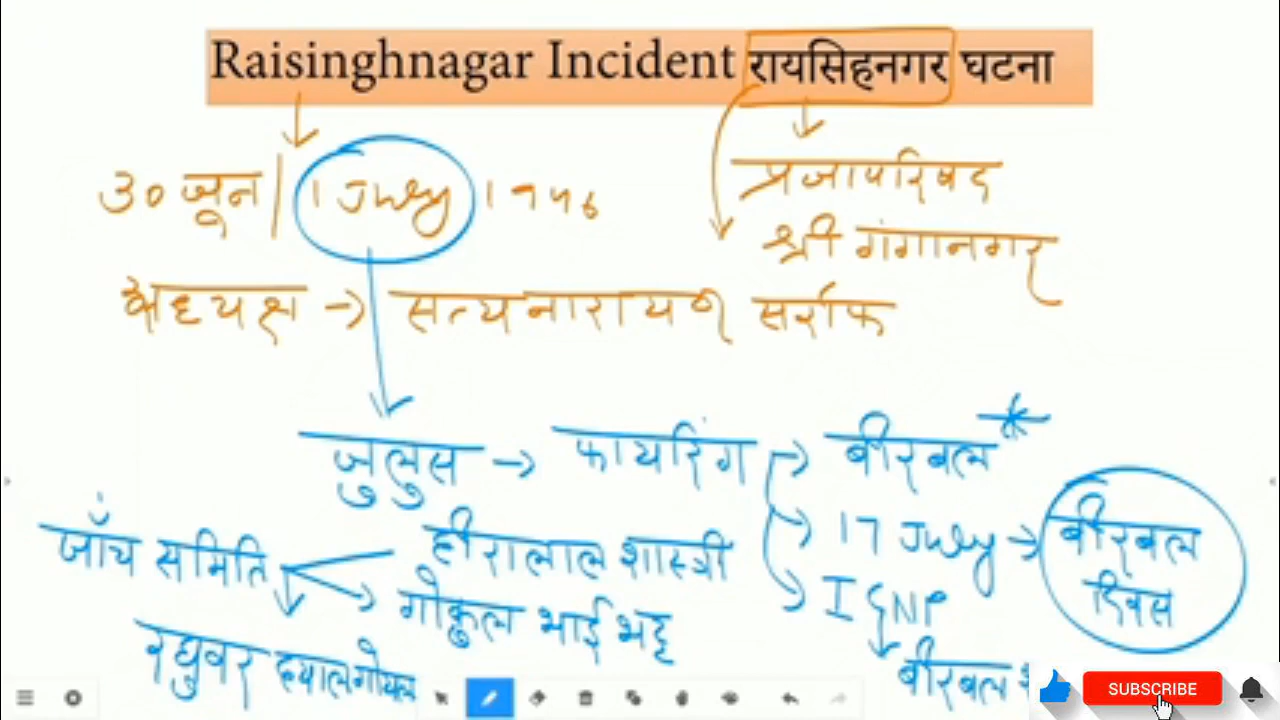 Raisinghnagar Incident रायसिहनगर घटना
30 जून / 1 July 1946
प्रजापरिषद
श्री गंगानगर
अध्यक्ष → सत्यनारायण सर्राफ
जुलुस → फायरिंग → बीरबल *
→ 17 July → बीरबल दिवस
→ IGNP
बीरबल
जाँच समिति
हीरालाल शास्त्री
→ गोकुल भाई भट्ट
रघुवर दयाल गोयल
SUBSCRIBE